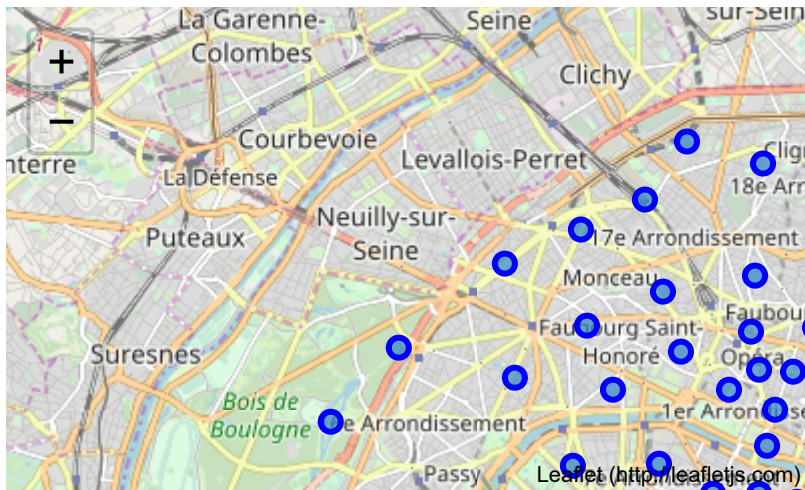 La Garenne-
Colombes
Seine
sur-Sein
1
+
Clichy
−
Courbevoie
Levallois-Perret
Clign
nterre
La Défense
18e Arr
Neuilly-sur-
Seine
Puteaux
17e Arrondissement
Monceau
Faubou
Faubourg Saint-
Honoré
Opéra
Suresnes
Bois de
Boulogne
e Arrondissement
1er Arrondisse
Passy
Leaflet (http://leafletjs.com)